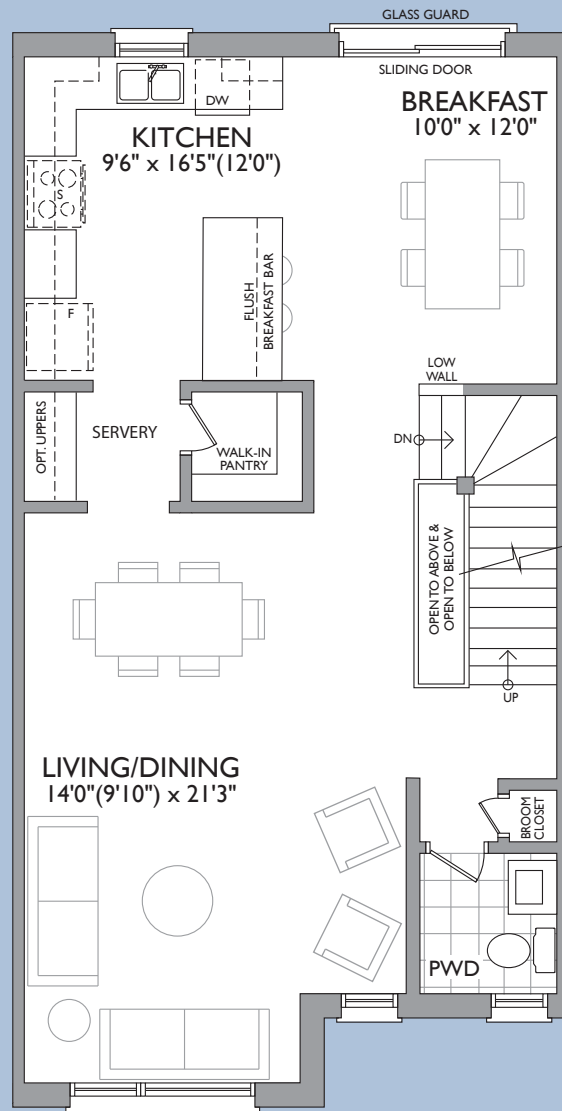 GLASS GUARD
SLIDING DOOR
DW
KITCHEN
9'6" x 16'5"(12'0")
BREAKFAST
10'0" x 12'0"
S
F
FLUSH
BREAKFAST BAR
LOW
WALL
OPT. UPPERS
SERVERY
WALK-IN
PANTRY
DN
OPEN TO ABOVE &
OPEN TO BELOW
UP
LIVING/DINING
14'0"(9'10") x 21'3"
BROOM
CLOSET
PWD